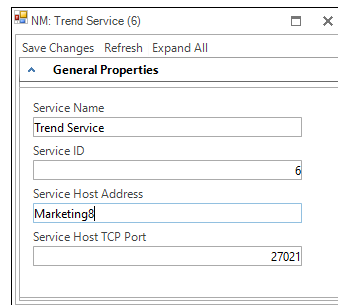 NM: Trend Service (6)
Save Changes Refresh Expand All
General Properties
Service Name
Trend Service
Service ID
6
Service Host Address
Marketing8
Service Host TCP Port
27021